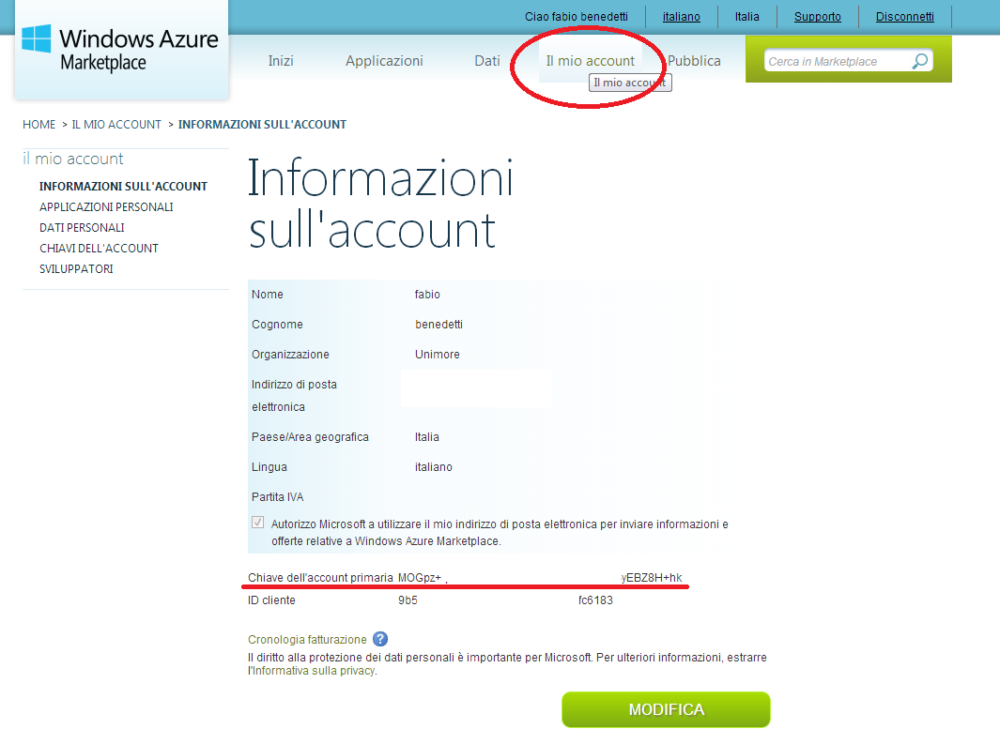 Ciao fabio benedetti italiano Italia Supporto Disconnetti
Windows Azure
Marketplace
Inizi Applicazioni Dati Il mio account Pubblica
Cerca in Marketplace
Il mio account
HOME > IL MIO ACCOUNT > INFORMAZIONI SULL'ACCOUNT
il mio account
INFORMAZIONI SULL'ACCOUNT
APPLICAZIONI PERSONALI
DATI PERSONALI
CHIAVI DELL'ACCOUNT
SVILUPPATORI
Informazioni
sull'account
Nome fabio
Cognome benedetti
Organizzazione Unimore
Indirizzo di posta
elettronica
Paese/Area geografica Italia
Lingua italiano
Partita IVA
Autorizzo Microsoft a utilizzare il mio indirizzo di posta elettronica per inviare informazioni e
offerte relative a Windows Azure Marketplace.
Chiave dell'account primaria MOGpz+ yEBZ8H+hk
ID cliente 9b5 fc6183
Cronologia fatturazione ?
Il diritto alla protezione dei dati personali è importante per Microsoft. Per ulteriori informazioni, estrarre
l'Informativa sulla privacy.
MODIFICA